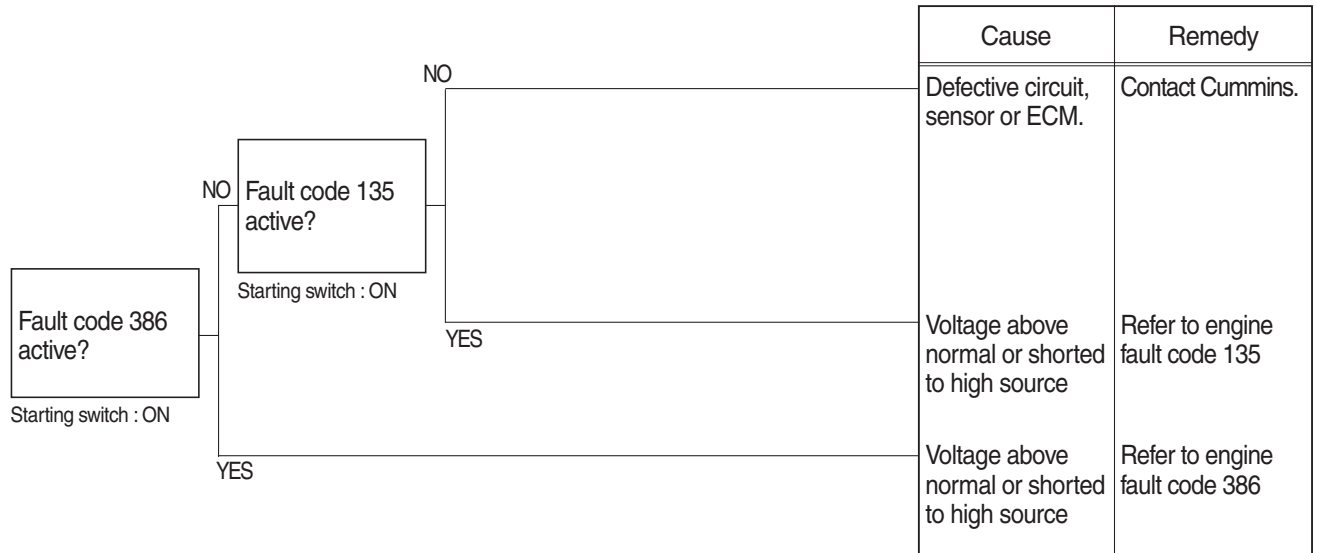 Cause
Remedy
NO
Defective circuit,
sensor or ECM.
Contact Cummins.
NO
Fault code 135
active?
Starting switch : ON
Fault code 386
active?
Starting switch : ON
YES
Voltage above
normal or shorted
to high source
Refer to engine
fault code 135
YES
Voltage above
normal or shorted
to high source
Refer to engine
fault code 386